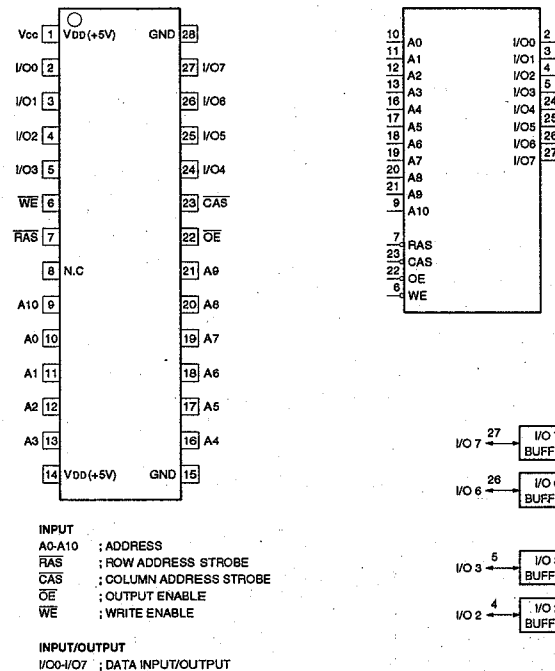 Vcc 1 VDD (+5V) GND 28
I/O0 2 27 I/O7
I/O1 3 26 I/O6
I/O2 4 25 I/O5
I/O3 5 24 I/O4
WE 6 23 CAS
RAS 7 22 OE
8 N.C 21 A9
A10 9 20 A8
A0 10 19 A7
A1 11 18 A6
A2 12 17 A5
A3 13 16 A4
14 VDD (+5V) GND 15
INPUT
A0-A10 ; ADDRESS
RAS ; ROW ADDRESS STROBE
CAS ; COLUMN ADDRESS STROBE
OE ; OUTPUT ENABLE
WE ; WRITE ENABLE
INPUT/OUTPUT
I/O0-I/O7 ; DATA INPUT/OUTPUT
10 A0 I/O0 2
11 A1 I/O1 3
12 A2 I/O2 4
13 A3 I/O3 5
16 A4 I/O4 24
17 A5 I/O5 25
18 A6 I/O6 26
19 A7 I/O7 27
20 A8
21 A9
9 A10
7 RAS
23 CAS
22 OE
6 WE
I/O 7 27 I/O
BUFF
I/O 6 26 I/O
BUFF
I/O 3 5 I/O
BUFF
I/O 2 4 I/O
BUFF